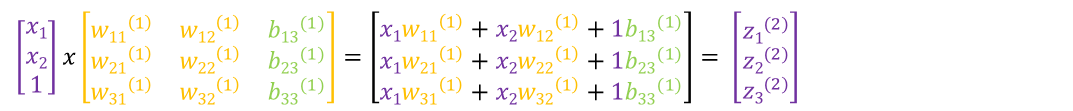 x₁ w₁₁⁽¹⁾ w₁₂⁽¹⁾ b₁₃⁽¹⁾ x₁w₁₁⁽¹⁾ + x₂w₁₂⁽¹⁾ + 1b₁₃⁽¹⁾ z₁⁽²⁾
x₂ x w₂₁⁽¹⁾ w₂₂⁽¹⁾ b₂₃⁽¹⁾ = x₁w₂₁⁽¹⁾ + x₂w₂₂⁽¹⁾ + 1b₂₃⁽¹⁾ = z₂⁽²⁾
1 w₃₁⁽¹⁾ w₃₂⁽¹⁾ b₃₃⁽¹⁾ x₁w₃₁⁽¹⁾ + x₂w₃₂⁽¹⁾ + 1b₃₃⁽¹⁾ z₃⁽²⁾